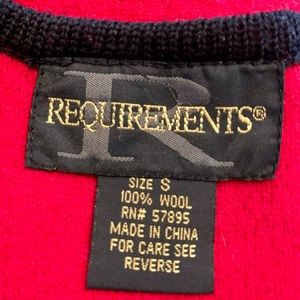 R
REQUIREMENTS®
SIZE S
100% WOOL
RN# 57895
MADE IN CHINA
FOR CARE SEE
REVERSE